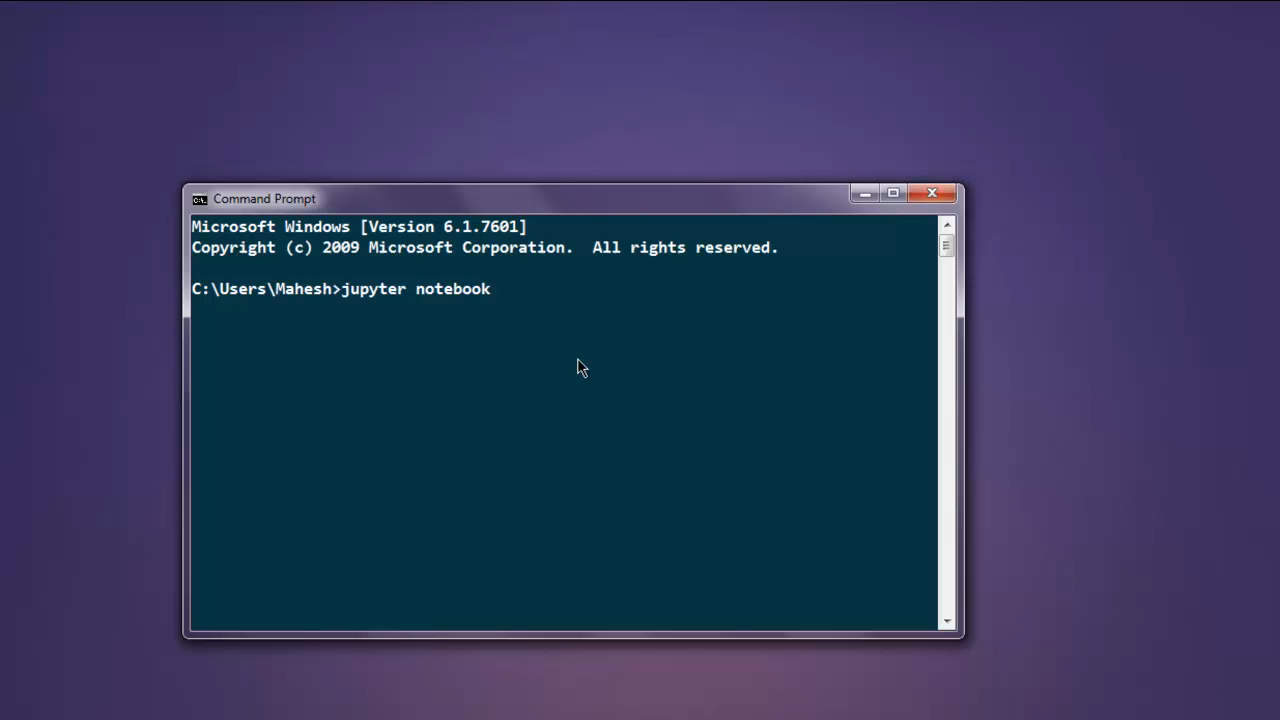 Command Prompt
Microsoft Windows [Version 6.1.7601]
Copyright (c) 2009 Microsoft Corporation.  All rights reserved.
C:\Users\Mahesh>jupyter notebook